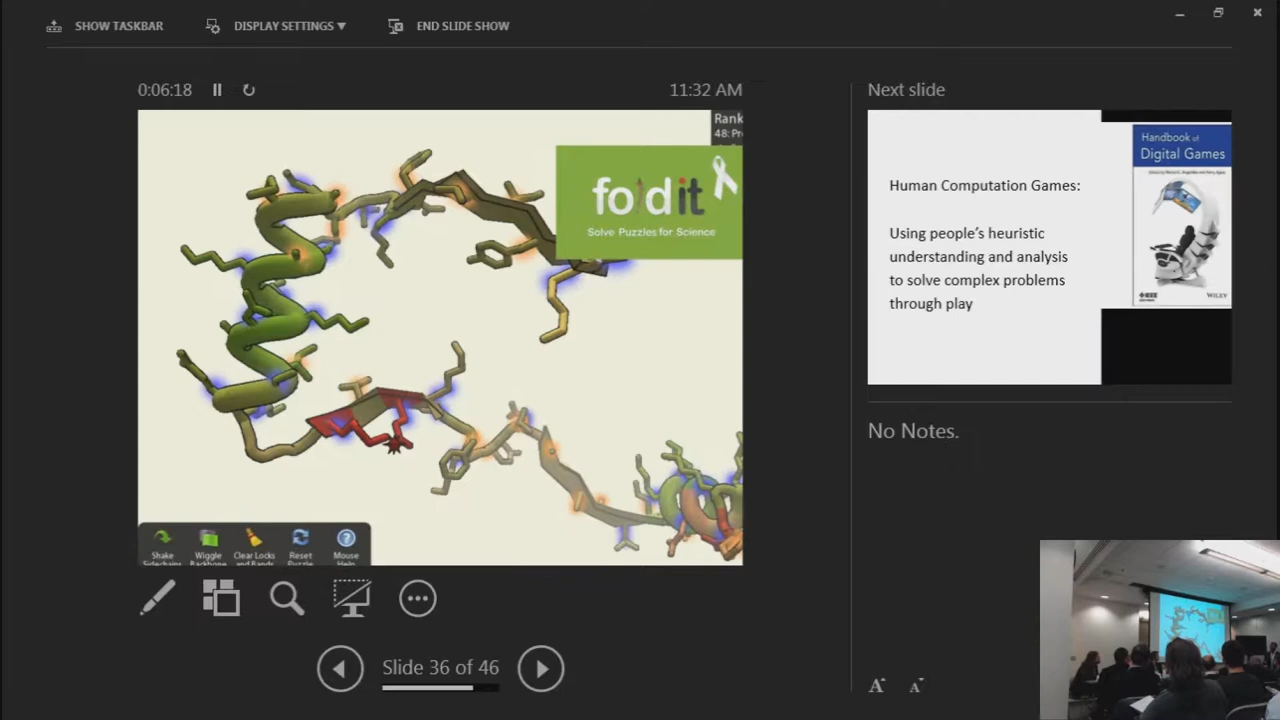 SHOW TASKBAR
DISPLAY SETTINGS
END SLIDE SHOW
0:06:18
11:32 AM
Rank
48: Pr
foldit
Solve Puzzles for Science
Shake
Sidechains
Wiggle
Backbone
Clear Locks
and Bands
Reset
Puzzle
Mouse
Help
Slide 36 of 46
Next slide
Human Computation Games:
Using people's heuristic
understanding and analysis
to solve complex problems
through play
Handbook of
Digital Games
IEEE
WILEY
No Notes.
A
A